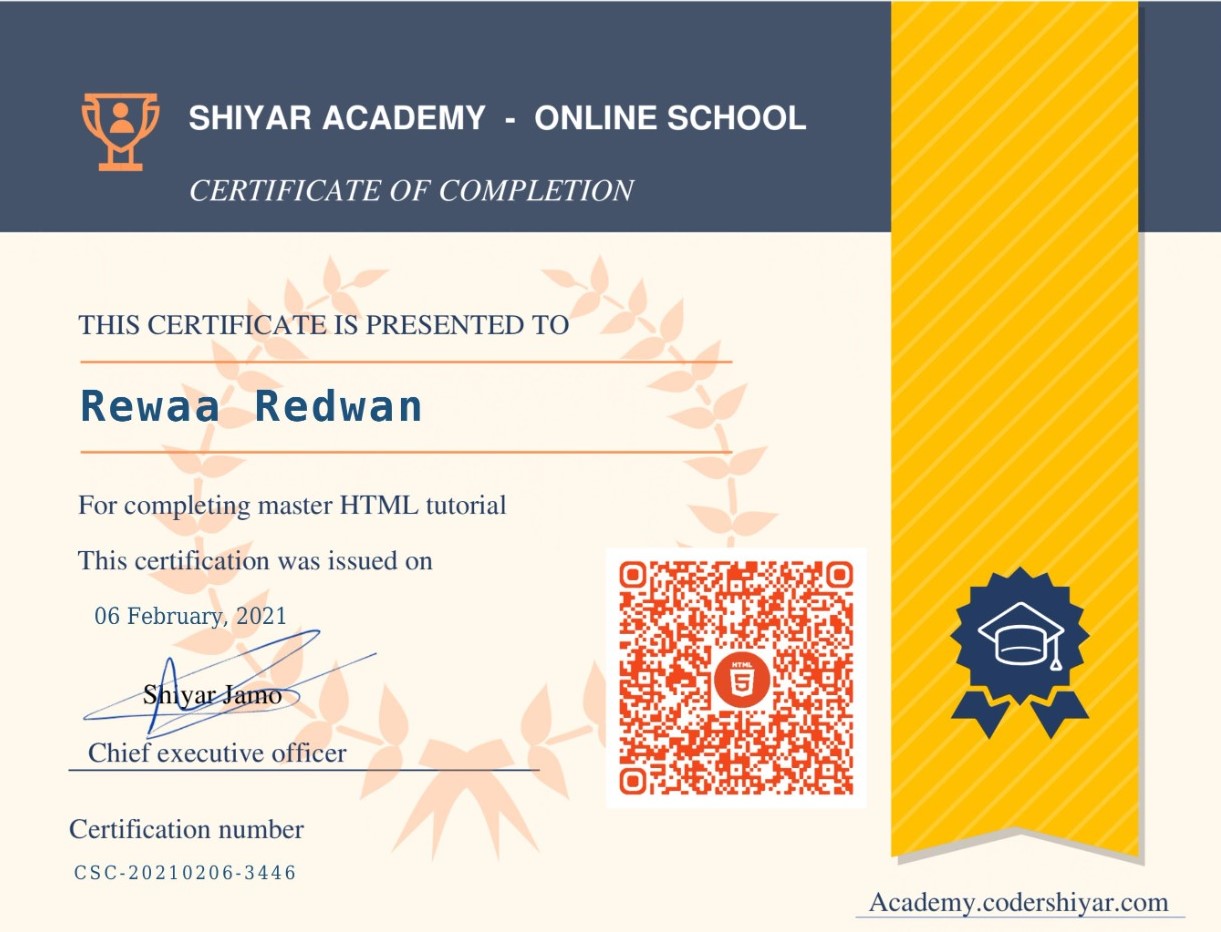 SHIYAR ACADEMY - ONLINE SCHOOL
CERTIFICATE OF COMPLETION
THIS CERTIFICATE IS PRESENTED TO
Rewaa Redwan
For completing master HTML tutorial
This certification was issued on
06 February, 2021
Shiyar Jamo
Chief executive officer
HTML
5
Certification number
CSC-20210206-3446
Academy.codershiyar.com